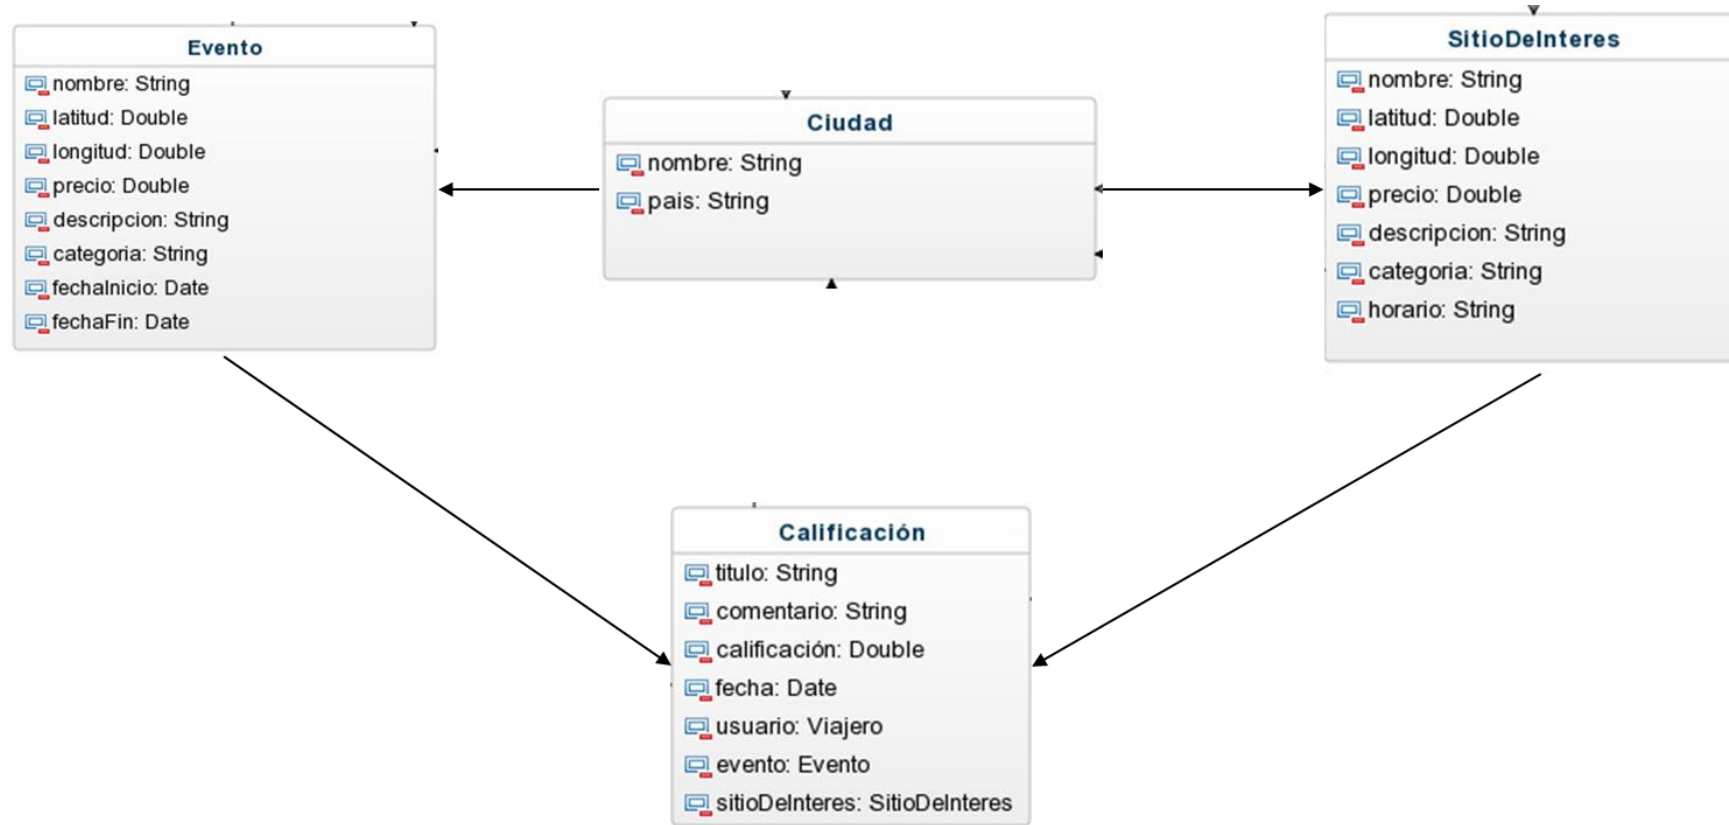 Evento
nombre: String
latitud: Double
longitud: Double
precio: Double
descripcion: String
categoria: String
fechaInicio: Date
fechaFin: Date
Ciudad
nombre: String
pais: String
SitioDeInteres
nombre: String
latitud: Double
longitud: Double
precio: Double
descripcion: String
categoria: String
horario: String
Calificación
titulo: String
comentario: String
calificación: Double
fecha: Date
usuario: Viajero
evento: Evento
sitioDeInteres: SitioDeInteres